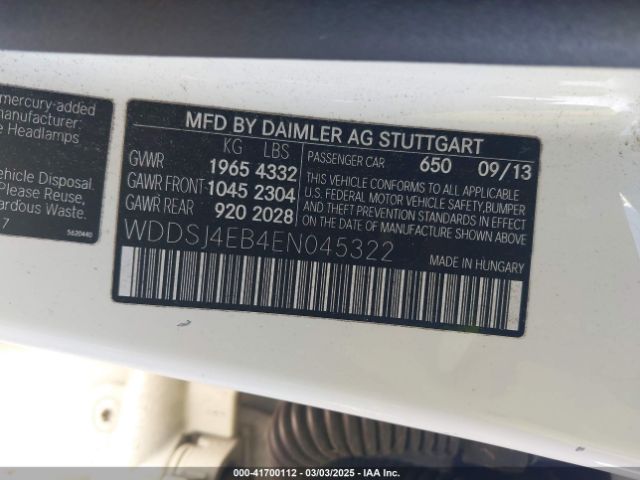 mercury-added
manufacturer:
e Headlamps
ehicle Disposal.
Please Reuse,
ardous Waste.
7
5620440
MFD BY DAIMLER AG STUTTGART
KG LBS
GVWR 1965 4332
GAWR FRONT 1045 2304
GAWR REAR 920 2028
PASSENGER CAR 650 09/13
THIS VEHICLE CONFORMS TO ALL APPLICABLE
U.S. FEDERAL MOTOR VEHICLE SAFETY, BUMPER
AND THEFT PREVENTION STANDARDS IN EFFECT
ON THE DATE OF MANUFACTURE SHOWN ABOVE.
WDDSJ4EB4EN045322
MADE IN HUNGARY
000-41700112 — 03/03/2025 — IAA Inc.